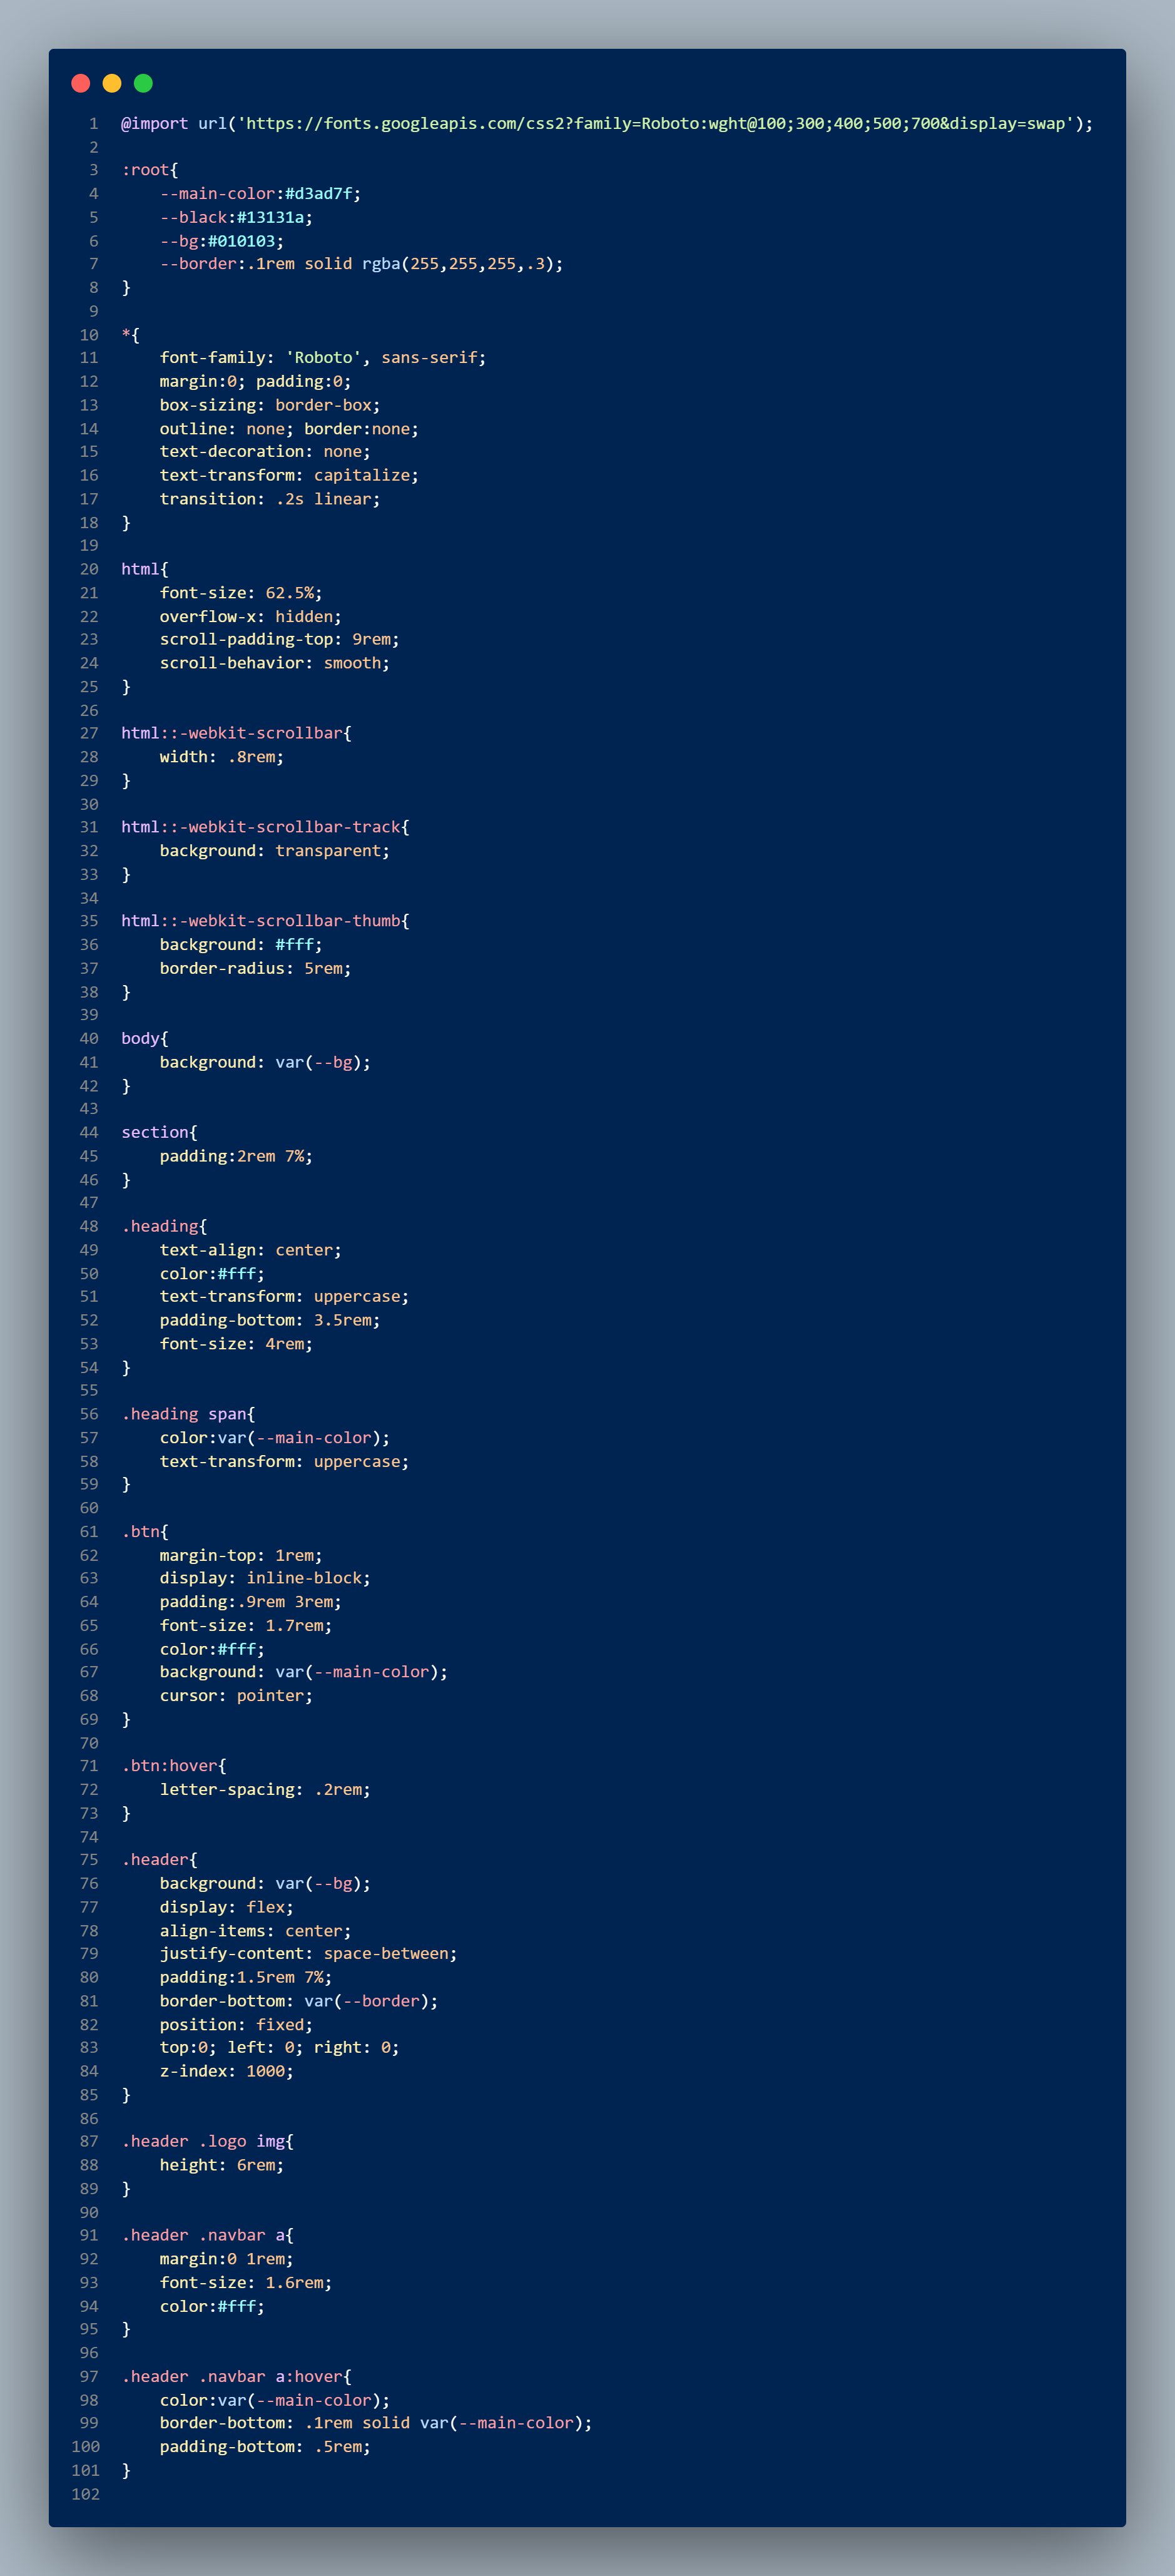 1 @import url('https://fonts.googleapis.com/css2?family=Roboto:wght@100;300;400;500;700&display=swap');
2
3 :root{
4     --main-color:#d3ad7f;
5     --black:#13131a;
6     --bg:#010103;
7     --border:.1rem solid rgba(255,255,255,.3);
8 }
9
10 *{
11     font-family: 'Roboto', sans-serif;
12     margin:0; padding:0;
13     box-sizing: border-box;
14     outline: none; border:none;
15     text-decoration: none;
16     text-transform: capitalize;
17     transition: .2s linear;
18 }
19
20 html{
21     font-size: 62.5%;
22     overflow-x: hidden;
23     scroll-padding-top: 9rem;
24     scroll-behavior: smooth;
25 }
26
27 html::-webkit-scrollbar{
28     width: .8rem;
29 }
30
31 html::-webkit-scrollbar-track{
32     background: transparent;
33 }
34
35 html::-webkit-scrollbar-thumb{
36     background: #fff;
37     border-radius: 5rem;
38 }
39
40 body{
41     background: var(--bg);
42 }
43
44 section{
45     padding:2rem 7%;
46 }
47
48 .heading{
49     text-align: center;
50     color:#fff;
51     text-transform: uppercase;
52     padding-bottom: 3.5rem;
53     font-size: 4rem;
54 }
55
56 .heading span{
57     color:var(--main-color);
58     text-transform: uppercase;
59 }
60
61 .btn{
62     margin-top: 1rem;
63     display: inline-block;
64     padding:.9rem 3rem;
65     font-size: 1.7rem;
66     color:#fff;
67     background: var(--main-color);
68     cursor: pointer;
69 }
70
71 .btn:hover{
72     letter-spacing: .2rem;
73 }
74
75 .header{
76     background: var(--bg);
77     display: flex;
78     align-items: center;
79     justify-content: space-between;
80     padding:1.5rem 7%;
81     border-bottom: var(--border);
82     position: fixed;
83     top:0; left: 0; right: 0;
84     z-index: 1000;
85 }
86
87 .header .logo img{
88     height: 6rem;
89 }
90
91 .header .navbar a{
92     margin:0 1rem;
93     font-size: 1.6rem;
94     color:#fff;
95 }
96
97 .header .navbar a:hover{
98     color:var(--main-color);
99     border-bottom: .1rem solid var(--main-color);
100     padding-bottom: .5rem;
101 }
102